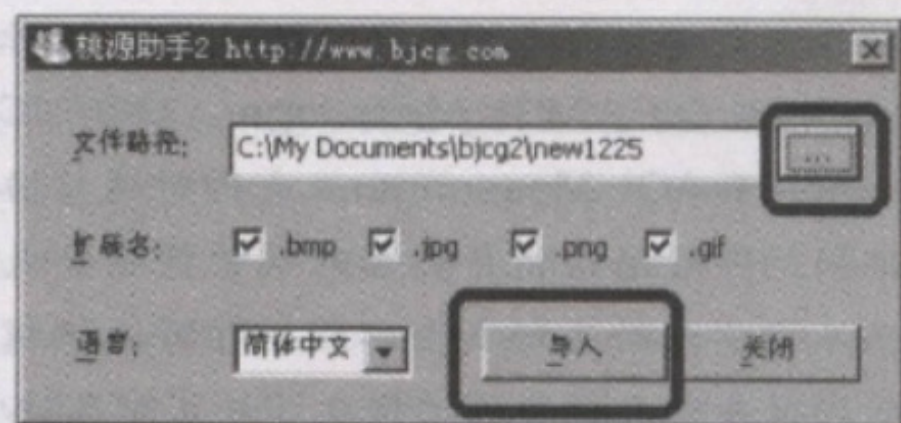 桃源助手2 http://www.bjcg.com
文件路径: C:\My Documents\bjcg2\new1225 ...
扩展名: .bmp .jpg .png .gif
语言: 简体中文 导入 关闭